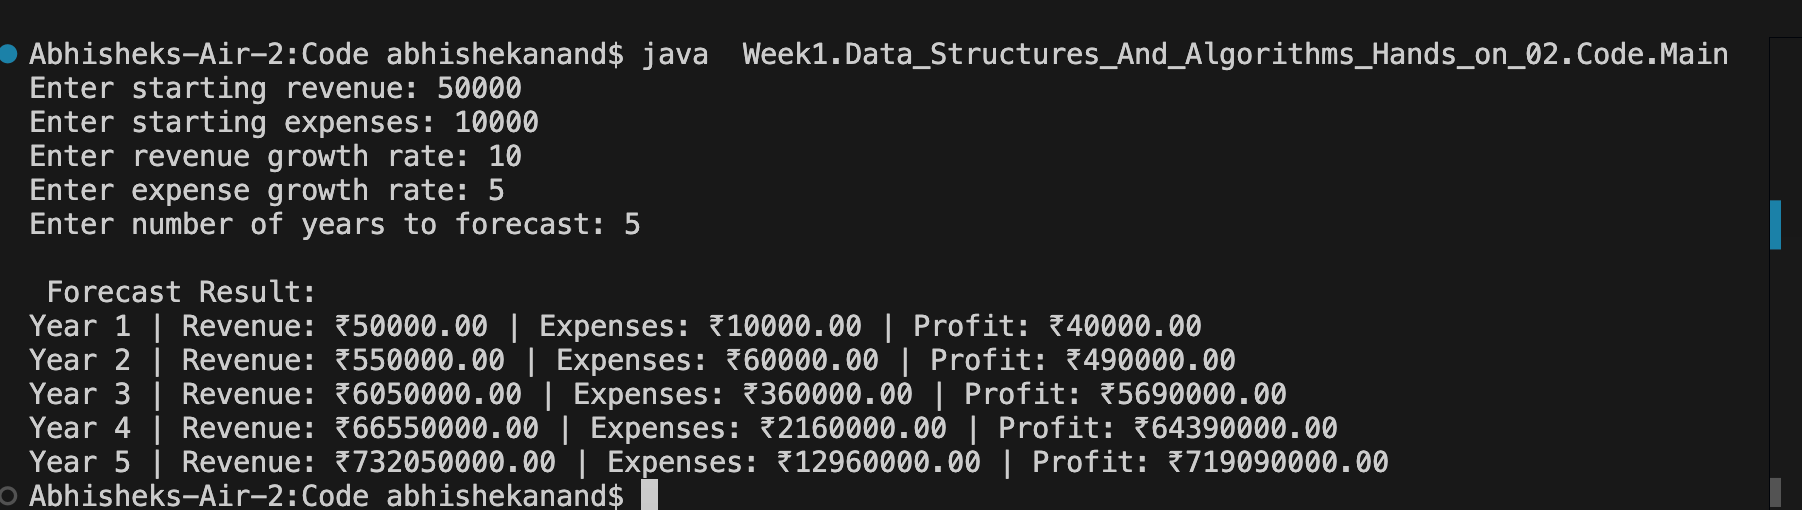 Abhisheks-Air-2:Code abhishekanand$ java  Week1.Data_Structures_And_Algorithms_Hands_on_02.Code.Main
Enter starting revenue: 50000
Enter starting expenses: 10000
Enter revenue growth rate: 10
Enter expense growth rate: 5
Enter number of years to forecast: 5

 Forecast Result:
Year 1 | Revenue: ₹50000.00 | Expenses: ₹10000.00 | Profit: ₹40000.00
Year 2 | Revenue: ₹550000.00 | Expenses: ₹60000.00 | Profit: ₹490000.00
Year 3 | Revenue: ₹6050000.00 | Expenses: ₹360000.00 | Profit: ₹5690000.00
Year 4 | Revenue: ₹66550000.00 | Expenses: ₹2160000.00 | Profit: ₹64390000.00
Year 5 | Revenue: ₹732050000.00 | Expenses: ₹12960000.00 | Profit: ₹719090000.00
Abhisheks-Air-2:Code abhishekanand$